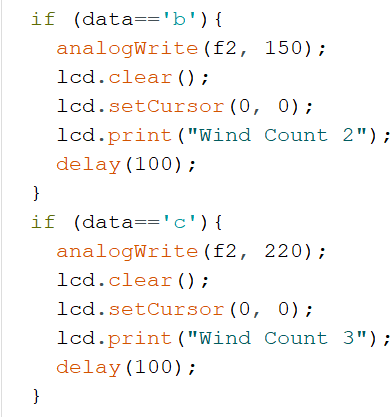 if (data=='b'){
  analogWrite(f2, 150);
  lcd.clear();
  lcd.setCursor(0, 0);
  lcd.print("Wind Count 2");
  delay(100);
}
if (data=='c'){
  analogWrite(f2, 220);
  lcd.clear();
  lcd.setCursor(0, 0);
  lcd.print("Wind Count 3");
  delay(100);
}